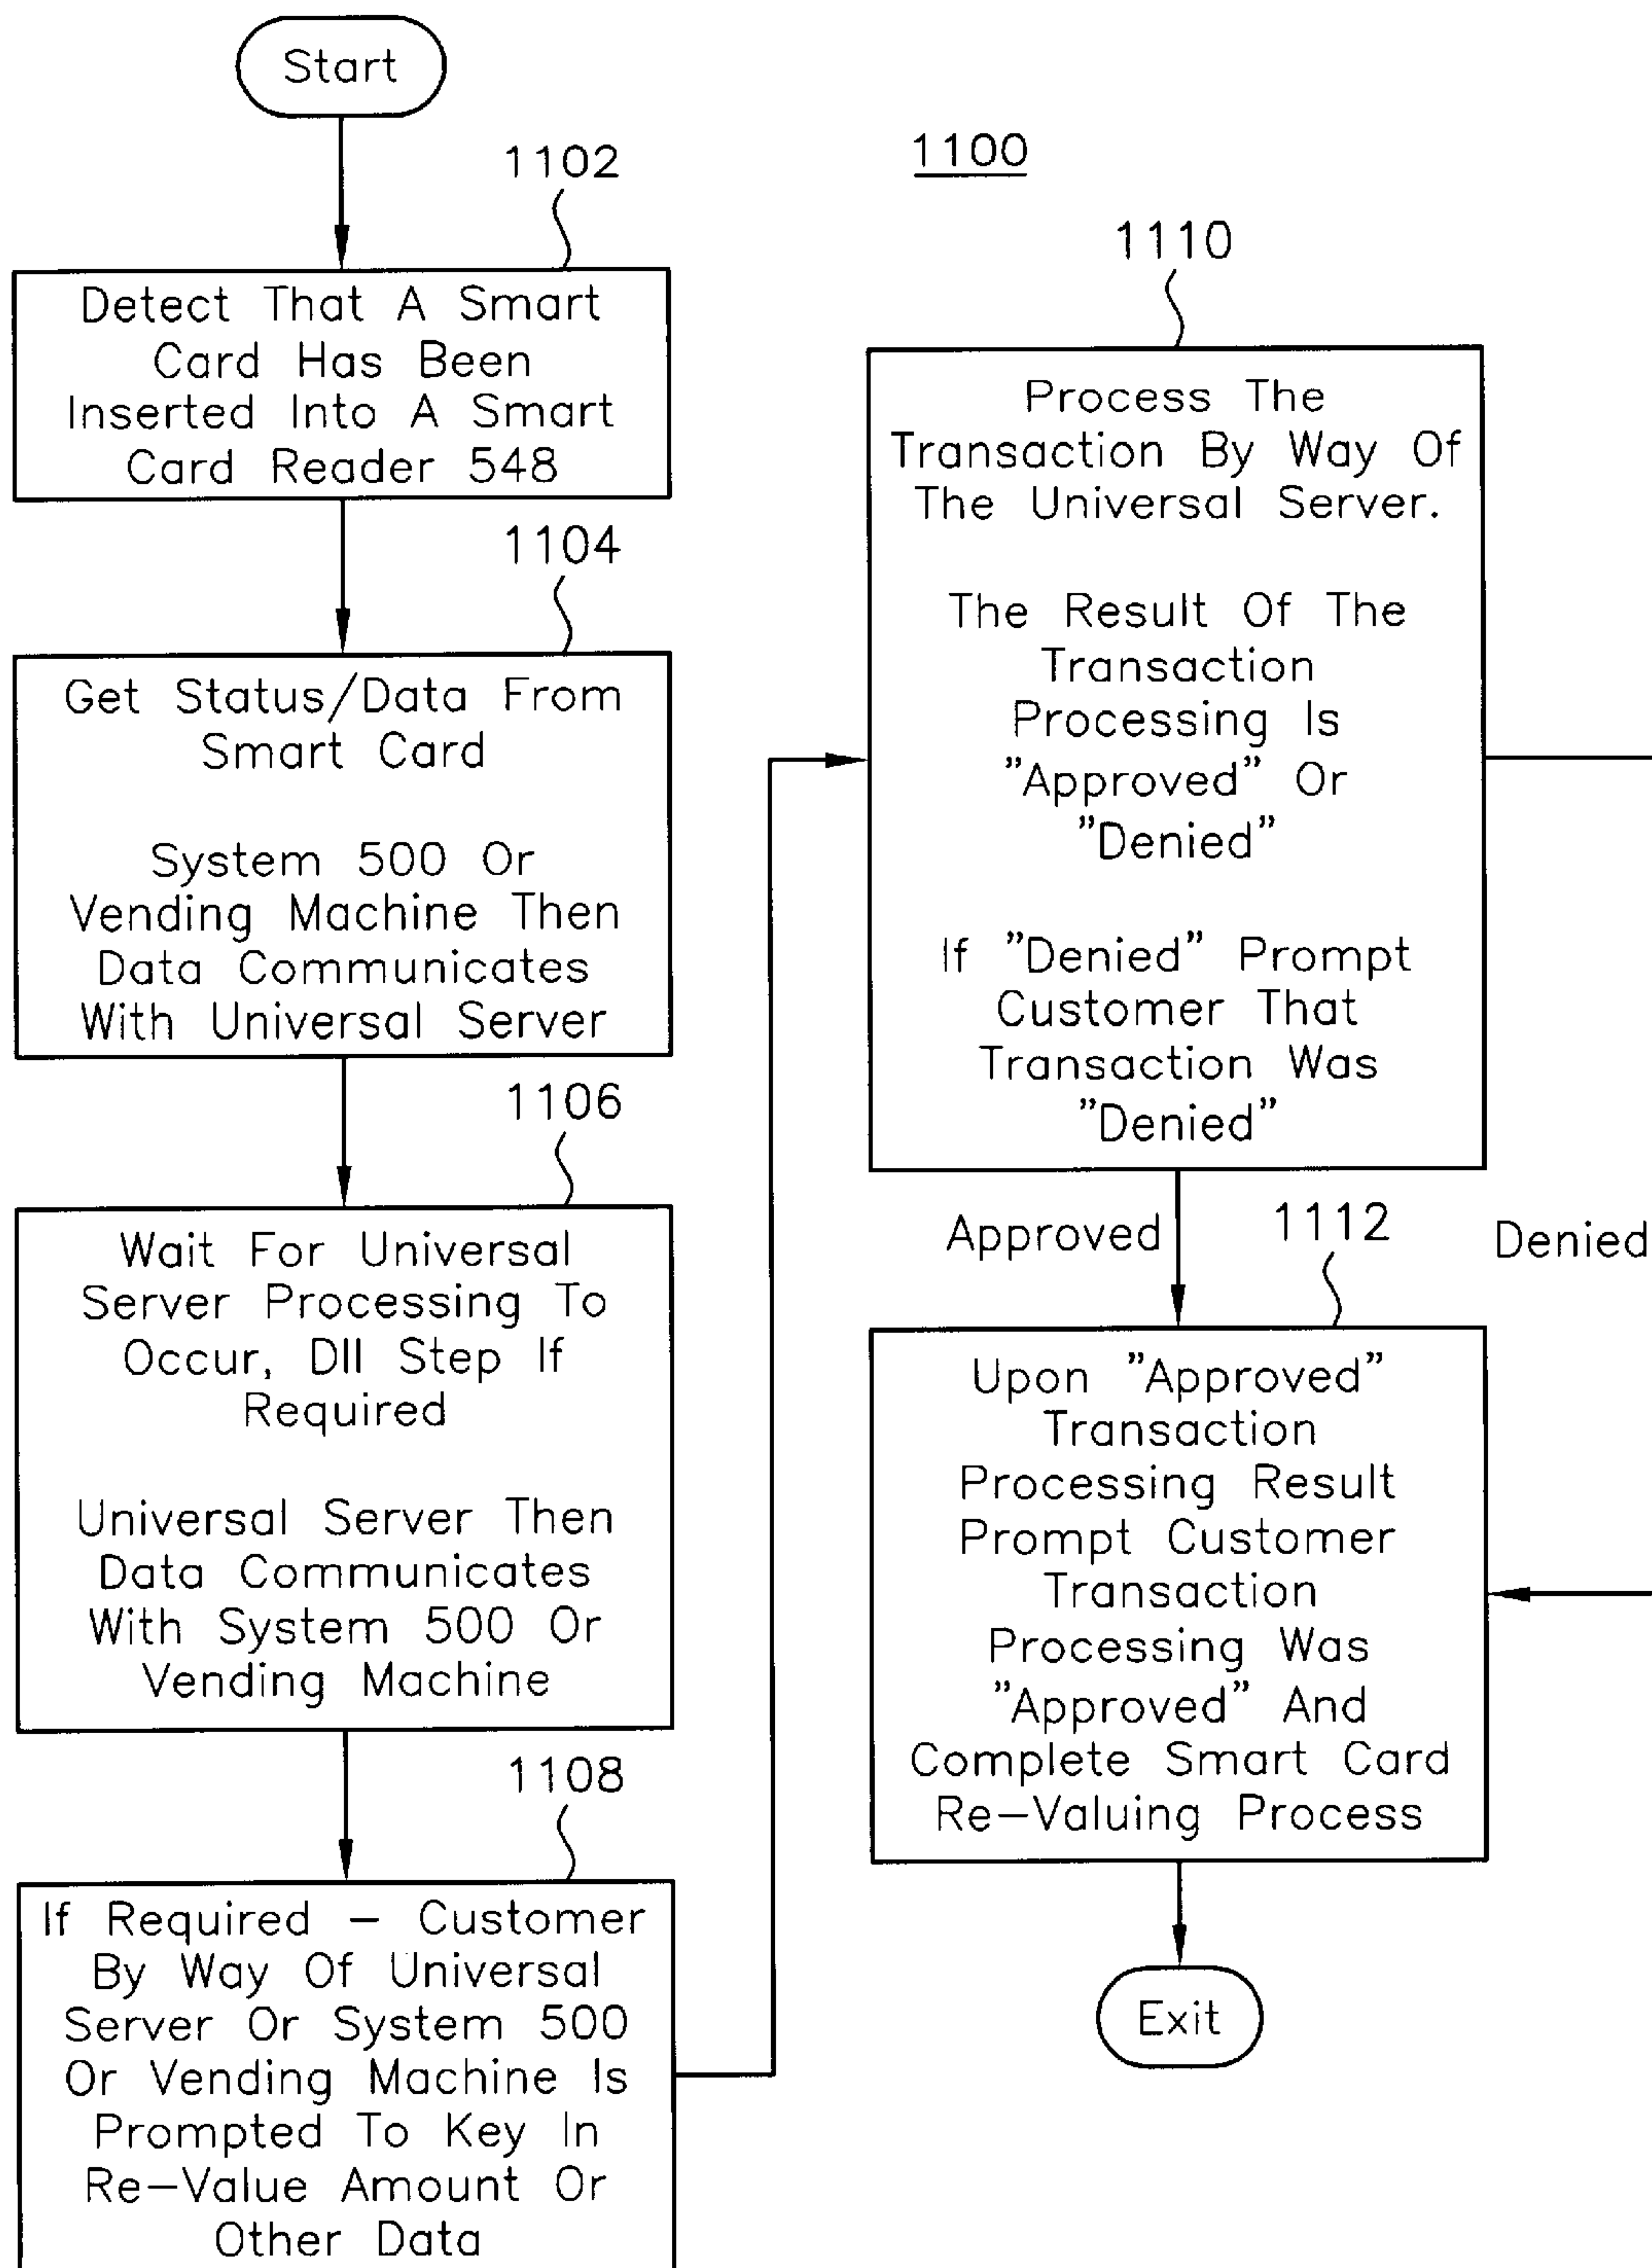 Start
1102
Detect That A Smart
Card Has Been
Inserted Into A Smart
Card Reader 548
1104
Get Status/Data From
Smart Card
System 500 Or
Vending Machine Then
Data Communicates
With Universal Server
1106
Wait For Universal
Server Processing To
Occur, DII Step If
Required
Universal Server Then
Data Communicates
With System 500 Or
Vending Machine
1108
If Required – Customer
By Way Of Universal
Server Or System 500
Or Vending Machine Is
Prompted To Key In
Re–Value Amount Or
Other Data
1100
1110
Process The
Transaction By Way Of
The Universal Server.
The Result Of The
Transaction
Processing Is
"Approved" Or
"Denied"
If "Denied" Prompt
Customer That
Transaction Was
"Denied"
Approved
1112
Denied
Upon "Approved"
Transaction
Processing Result
Prompt Customer
Transaction
Processing Was
"Approved" And
Complete Smart Card
Re–Valuing Process
Exit